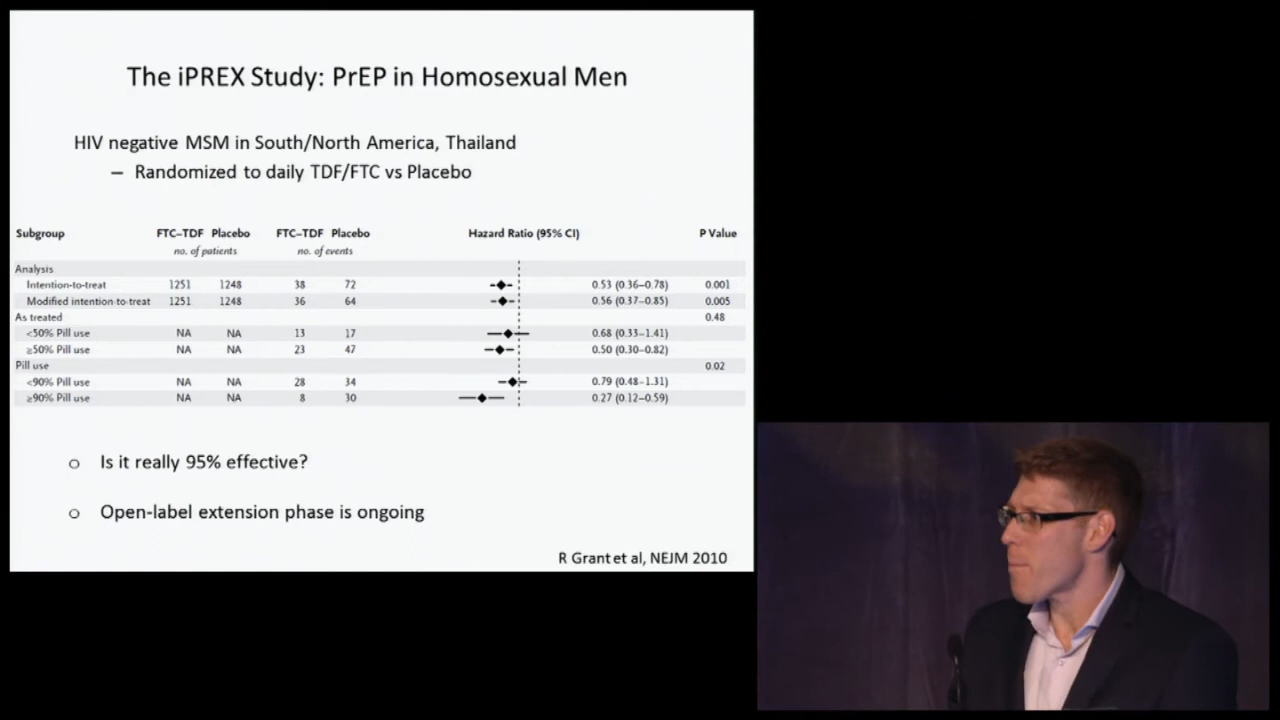 The iPREX Study: PrEP in Homosexual Men
HIV negative MSM in South/North America, Thailand
– Randomized to daily TDF/FTC vs Placebo
Subgroup FTC–TDF Placebo FTC–TDF Placebo Hazard Ratio (95% CI) P Value
no. of patients no. of events
Analysis
Intention-to-treat 1251 1248 38 72 0.53 (0.36–0.78) 0.001
Modified intention-to-treat 1251 1248 36 64 0.56 (0.37–0.85) 0.005
As treated 0.48
<50% Pill use NA NA 13 17 0.68 (0.33–1.41)
≥50% Pill use NA NA 23 47 0.50 (0.30–0.82)
Pill use 0.02
<90% Pill use NA NA 28 34 0.79 (0.48–1.31)
≥90% Pill use NA NA 8 30 0.27 (0.12–0.59)
o Is it really 95% effective?
o Open-label extension phase is ongoing
R Grant et al, NEJM 2010